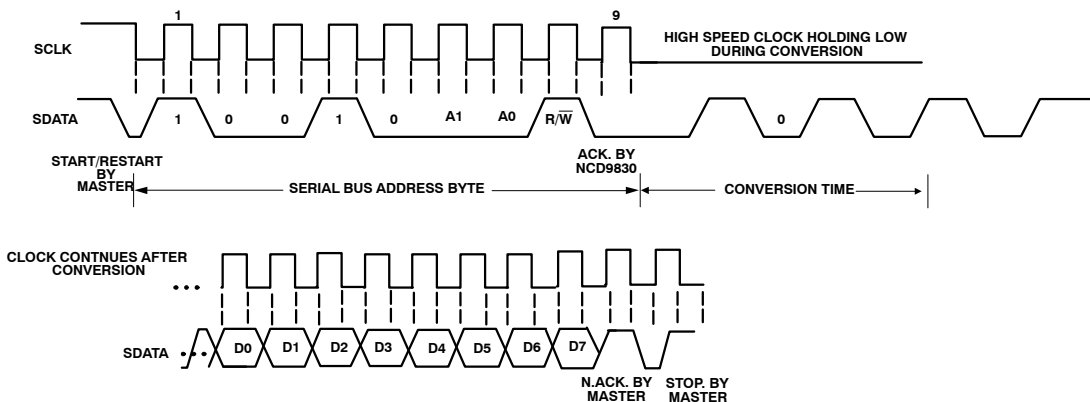 1
9
SCLK
HIGH SPEED CLOCK HOLDING LOW
DURING CONVERSION
SDATA
1 0 0 1 0 A1 A0 R/W̅ 0
START/RESTART
BY
MASTER
ACK. BY
NCD9830
SERIAL BUS ADDRESS BYTE
CONVERSION TIME
CLOCK CONTNUES AFTER
CONVERSION
SDATA
D0 D1 D2 D3 D4 D5 D6 D7
N.ACK. BY
MASTER
STOP. BY
MASTER